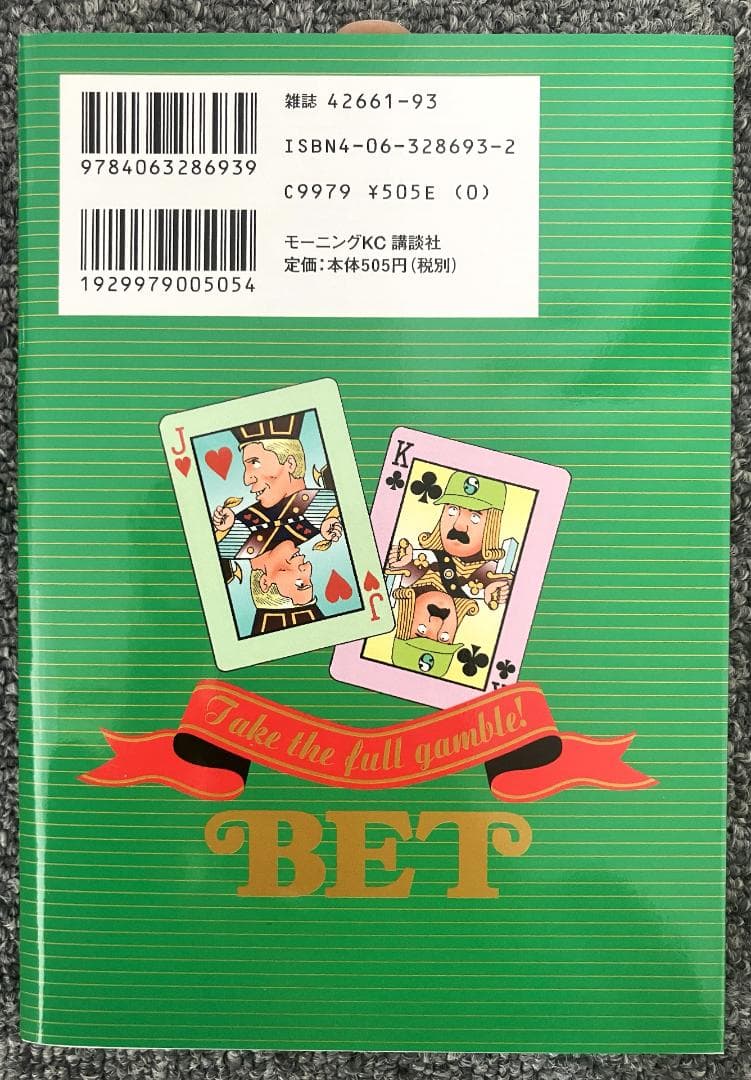 雑誌 42661-93
ISBN4-06-328693-2
C9979 ¥505E (0)
モーニングKC 講談社
定価:本体505円(税別)
9784063286939
1929979005054
J
J
K
K
S
S
Take the full gamble!
BET